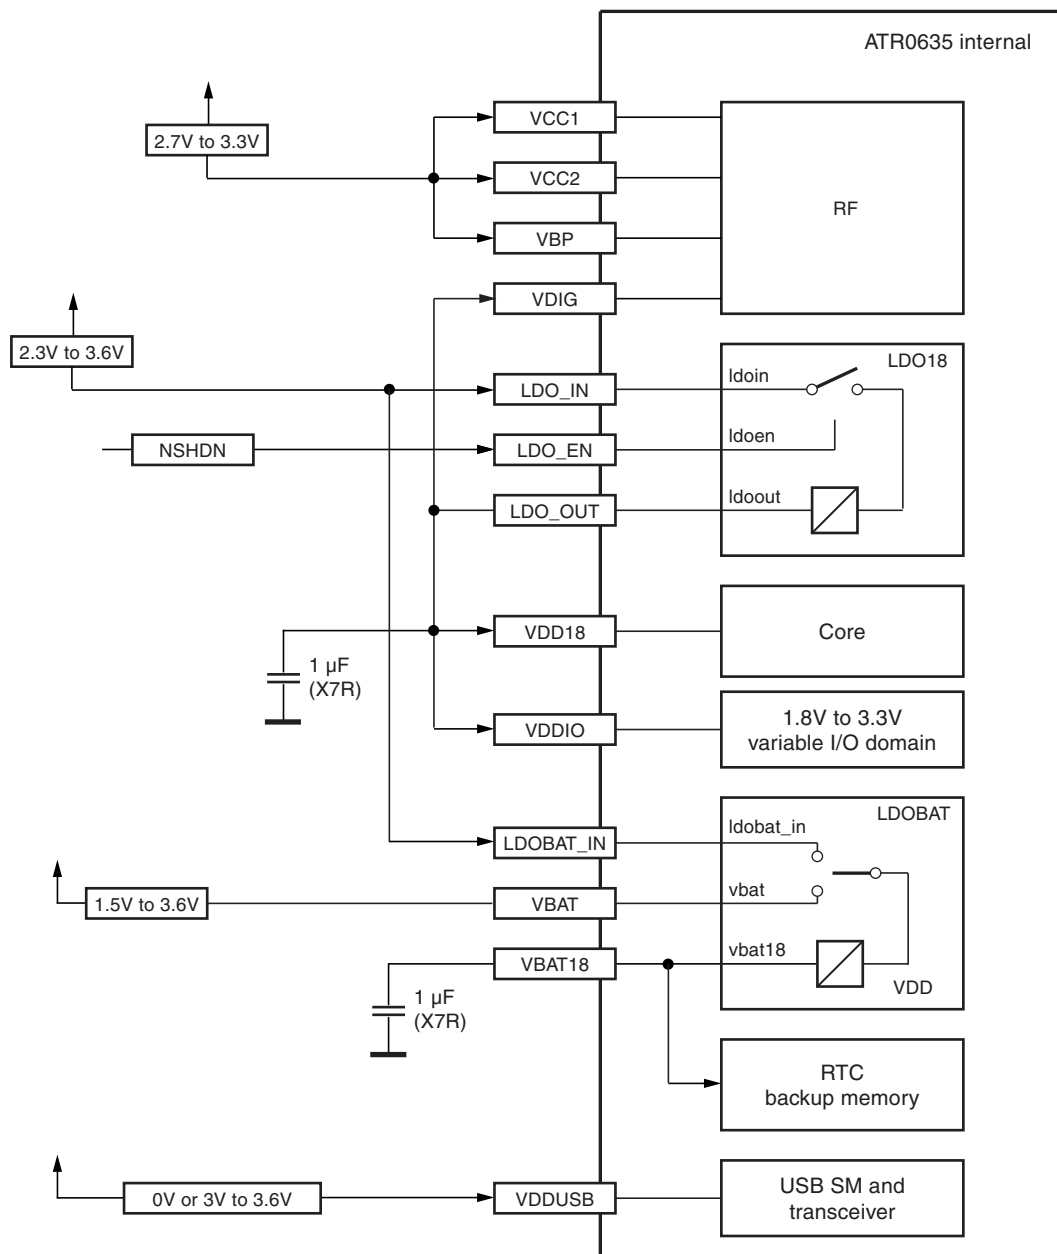 ATR0635 internal
2.7V to 3.3V
VCC1
VCC2
VBP
VDIG
RF
2.3V to 3.6V
LDO_IN
NSHDN
LDO_EN
LDO_OUT
LDO18
ldoin
ldoen
ldoout
VDD18
Core
1 µF
(X7R)
VDDIO
1.8V to 3.3V
variable I/O domain
LDOBAT_IN
LDOBAT
ldobat_in
1.5V to 3.6V
VBAT
vbat
VBAT18
vbat18
VDD
1 µF
(X7R)
RTC
backup memory
0V or 3V to 3.6V
VDDUSB
USB SM and
transceiver